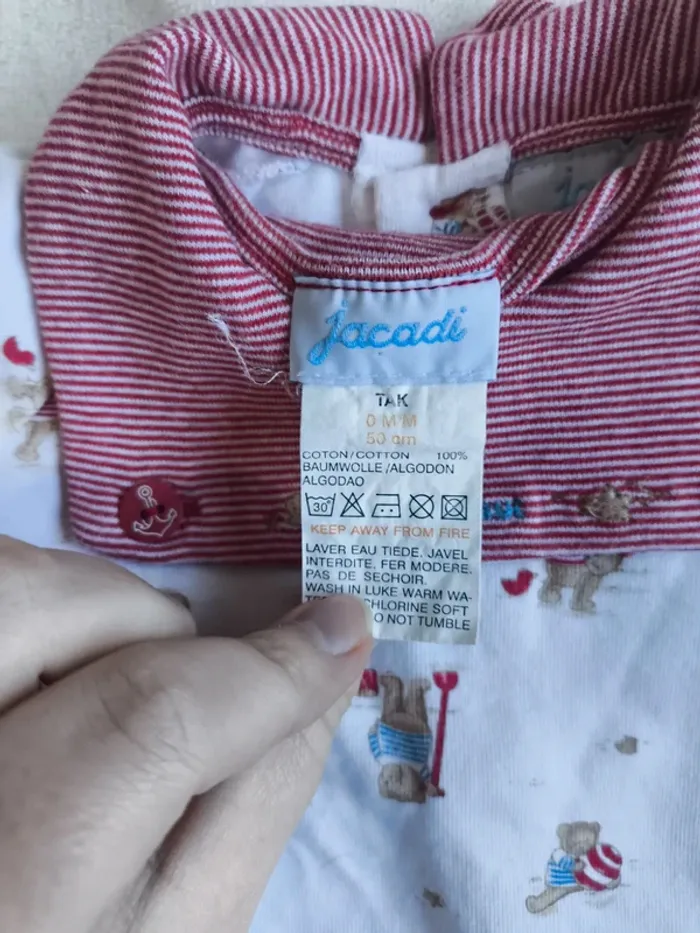 jacadi
TAK
0 M'M
50 cm
COTON/COTTON 100%
BAUMWOLLE/ALGODON
ALGODAO
30°
KEEP AWAY FROM FIRE
LAVER EAU TIEDE. JAVEL
INTERDITE. FER MODERE.
PAS DE SECHOIR.
WASH IN LUKE WARM WA-
CHLORINE SOFT
DO NOT TUMBLE